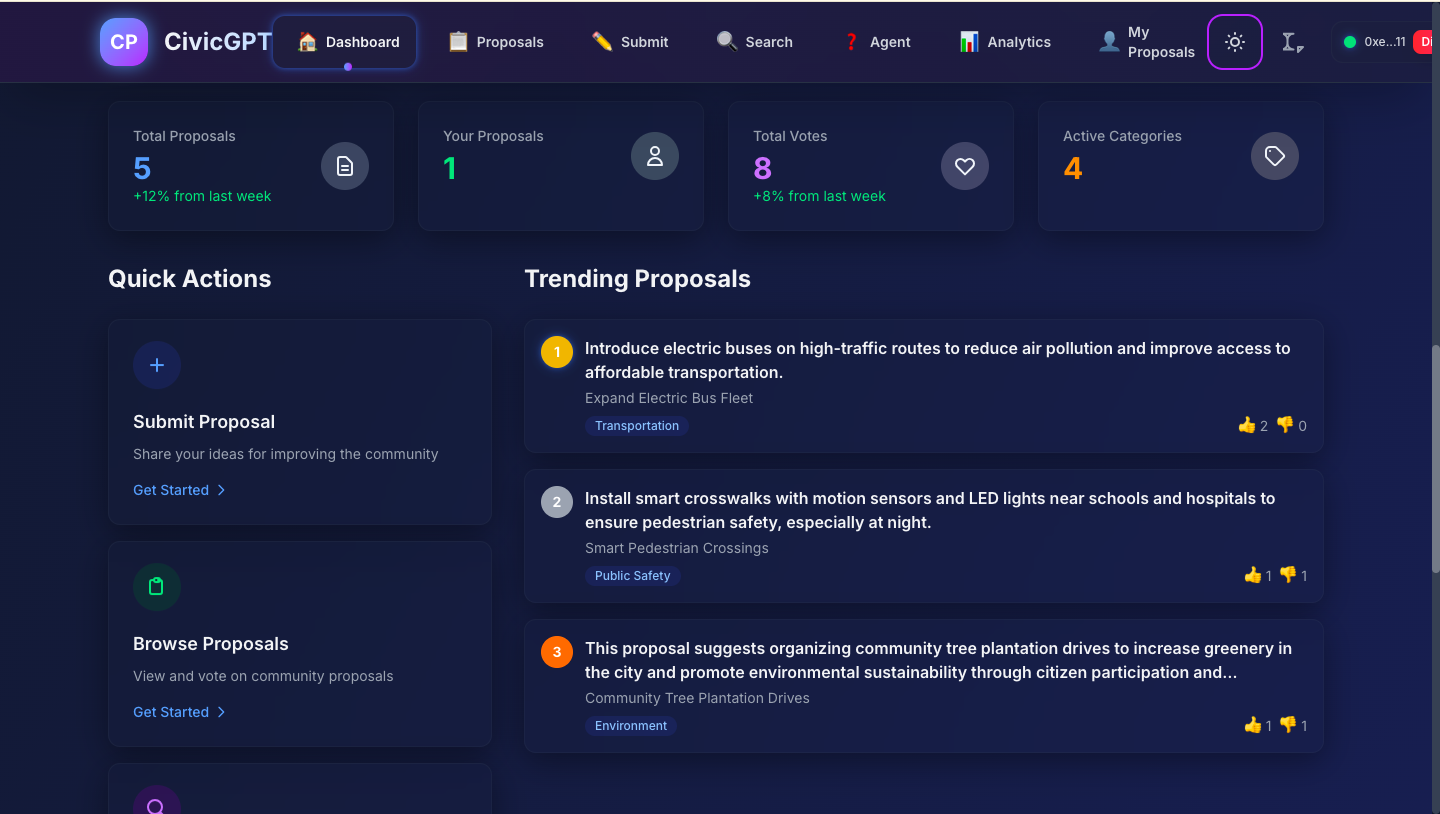 CP
CivicGPT
Dashboard
Proposals
Submit
Search
Agent
Analytics
My
Proposals
0xe...11
Di
Total Proposals
5
+12% from last week
Your Proposals
1
Total Votes
8
+8% from last week
Active Categories
4
Quick Actions
Submit Proposal
Share your ideas for improving the community
Get Started
Browse Proposals
View and vote on community proposals
Get Started
Trending Proposals
1
Introduce electric buses on high-traffic routes to reduce air pollution and improve access to
affordable transportation.
Expand Electric Bus Fleet
Transportation
👍 2 👎 0
2
Install smart crosswalks with motion sensors and LED lights near schools and hospitals to
ensure pedestrian safety, especially at night.
Smart Pedestrian Crossings
Public Safety
👍 1 👎 1
3
This proposal suggests organizing community tree plantation drives to increase greenery in
the city and promote environmental sustainability through citizen participation and...
Community Tree Plantation Drives
Environment
👍 1 👎 1